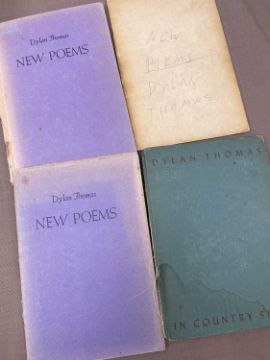 Dylan Thomas
NEW POEMS
NEW
POEMS
DYLAN
THOMAS
Dylan Thomas
NEW POEMS
DYLAN THOMAS
IN COUNTRY